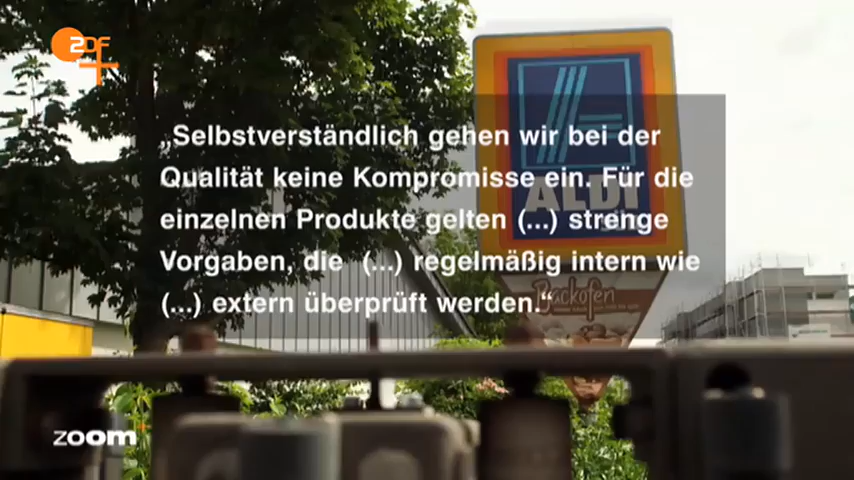 ZDF
„Selbstverständlich gehen wir bei der
Qualität keine Kompromisse ein. Für die
einzelnen Produkte gelten (...) strenge
Vorgaben, die (...) regelmäßig intern wie
(...) extern überprüft werden.“
ALDI
Backofen
zoom